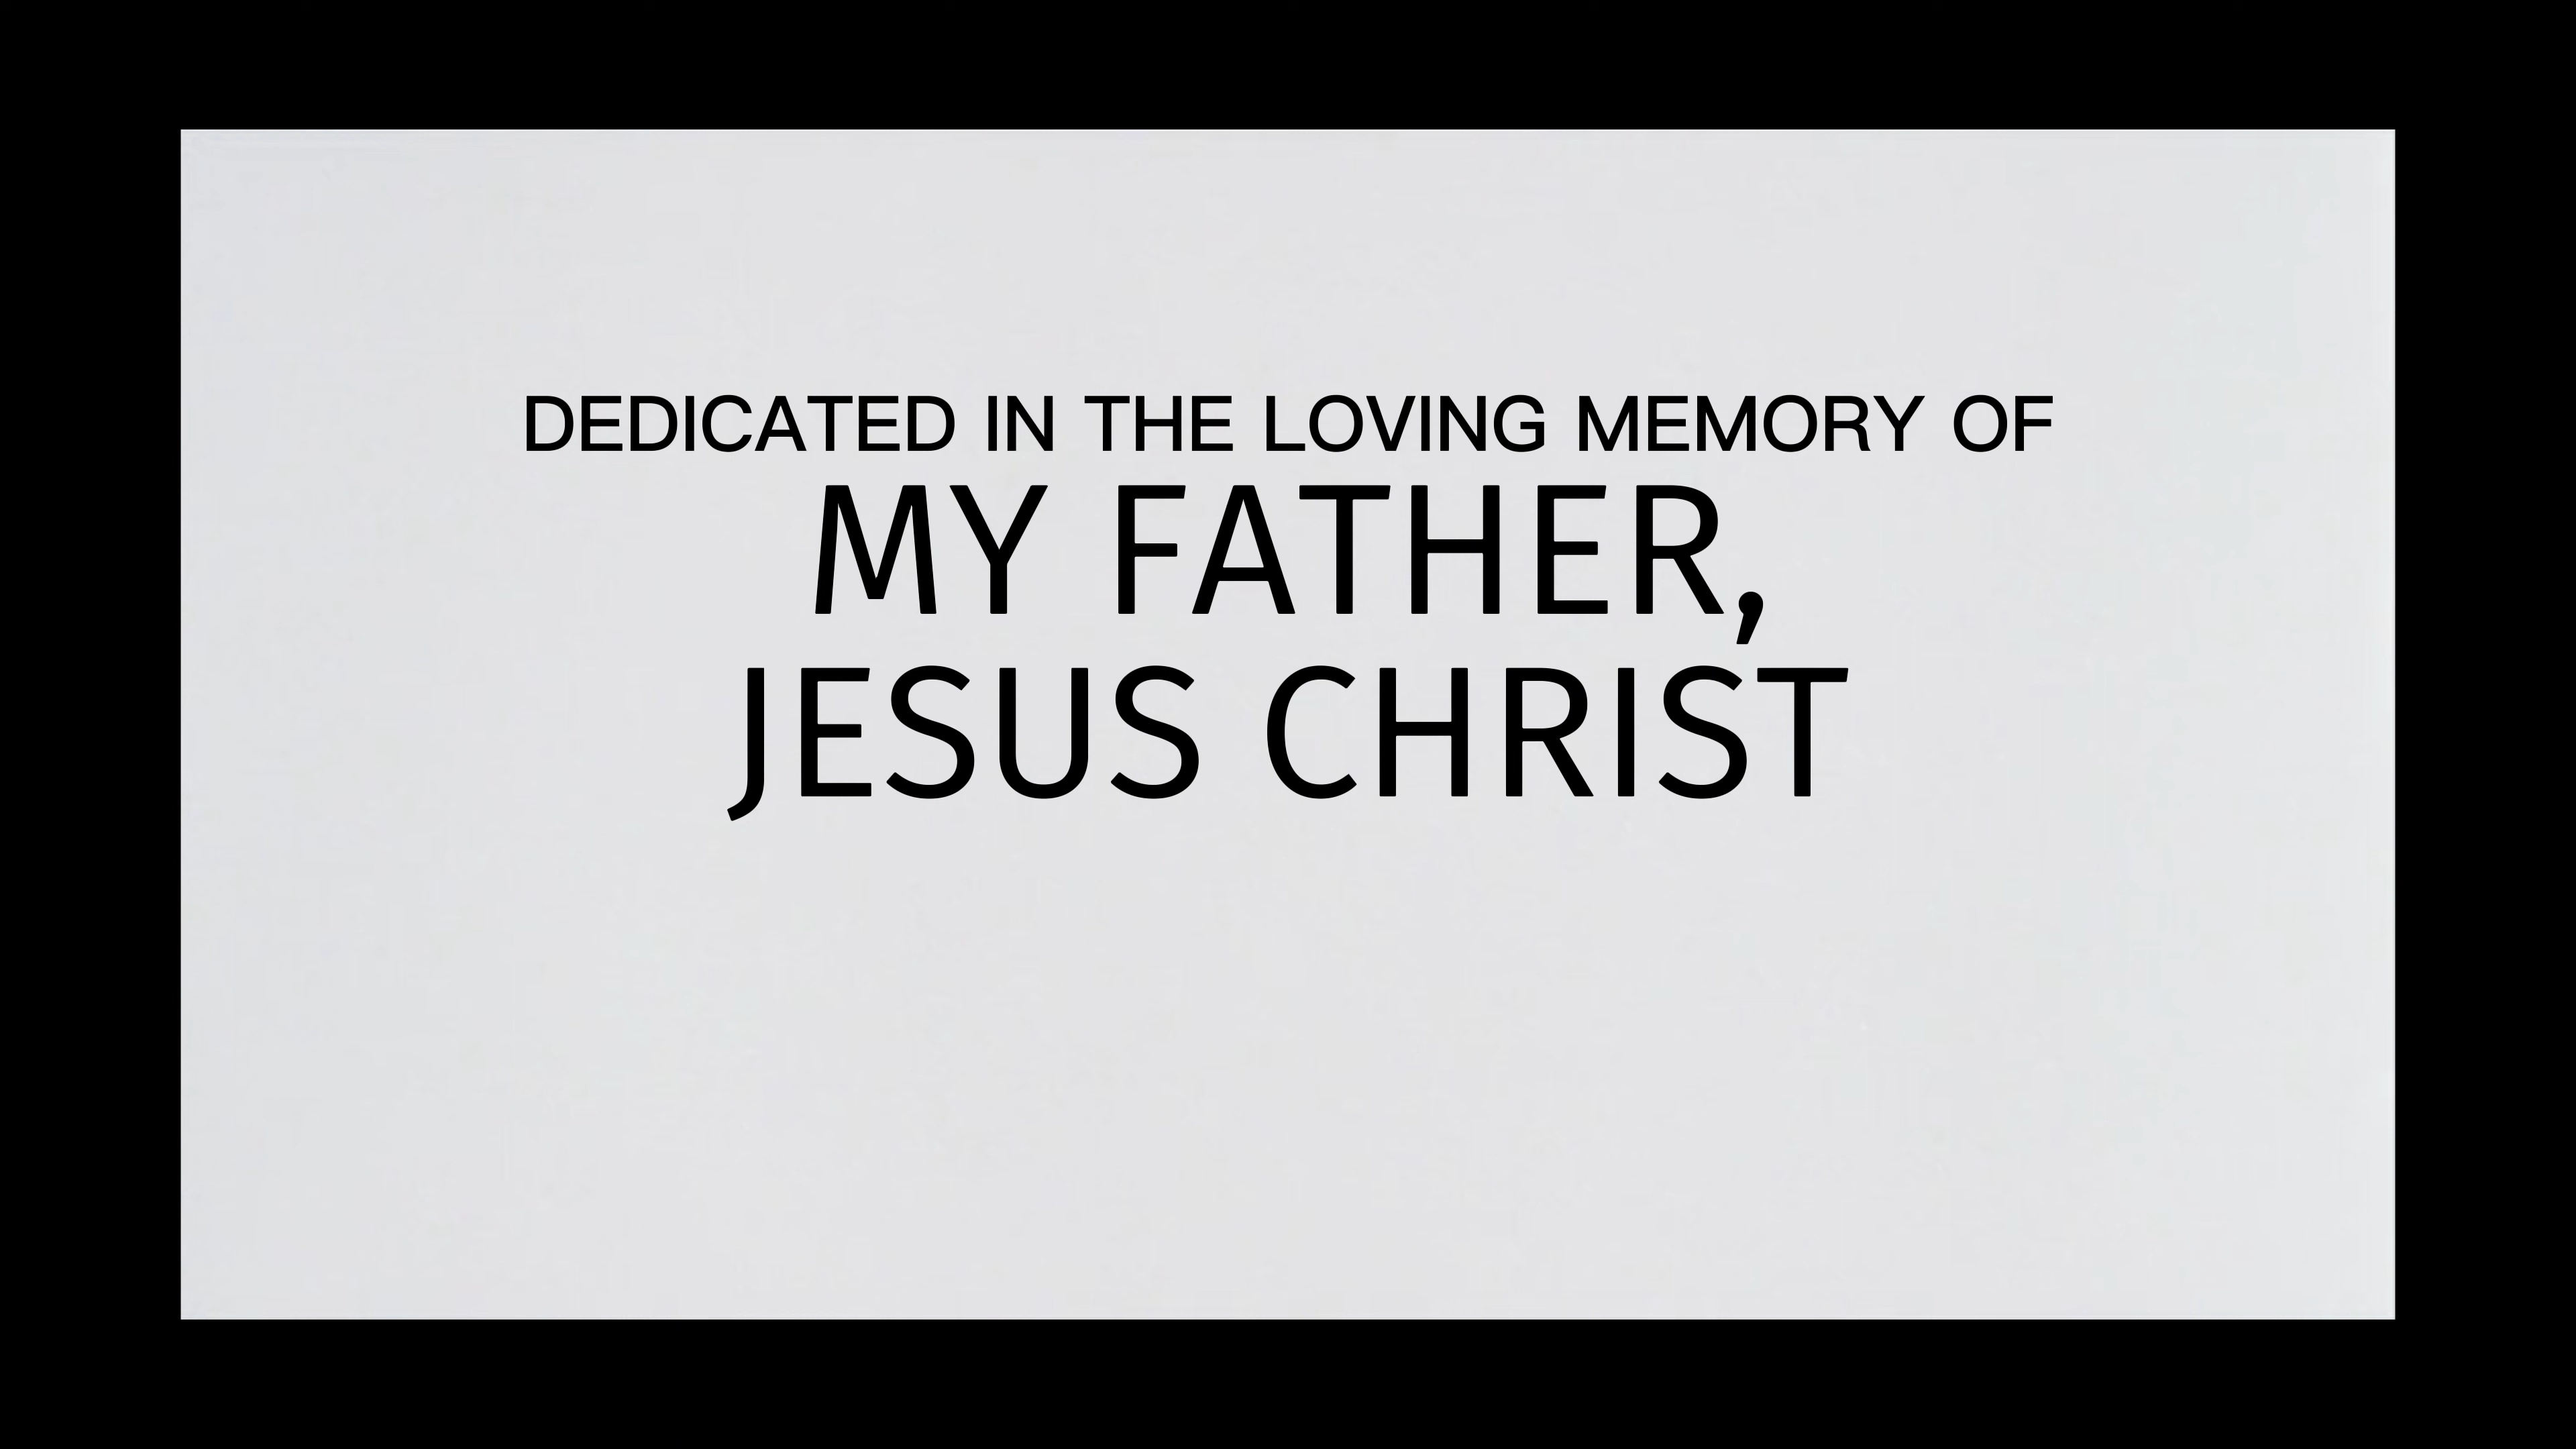 DEDICATED IN THE LOVING MEMORY OF
MY FATHER,
JESUS CHRIST